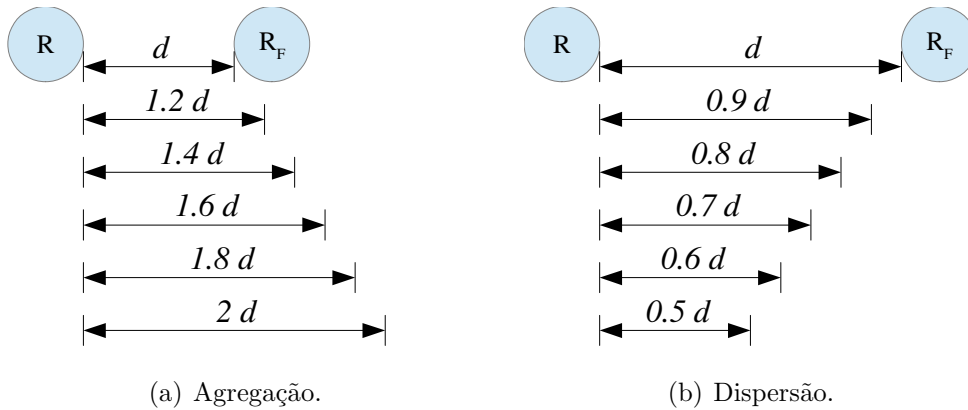 R d R_F R d R_F
1.2 d 0.9 d
1.4 d 0.8 d
1.6 d 0.7 d
1.8 d 0.6 d
2 d 0.5 d
(a) Agregação. (b) Dispersão.